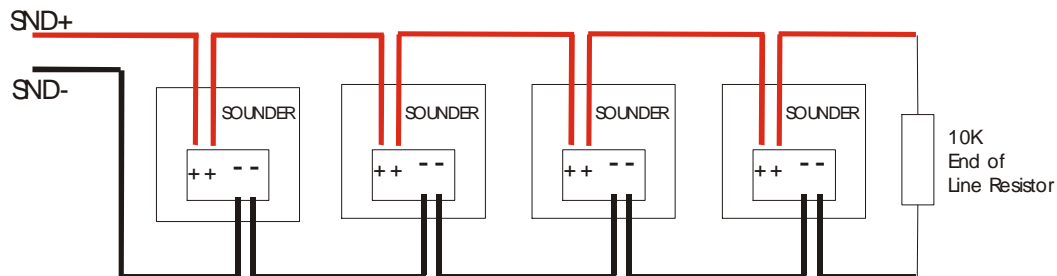 SND+
SND-
SOUNDER
SOUNDER
SOUNDER
SOUNDER
++ --
++ --
++ --
++ --
10K
End of
Line Resistor